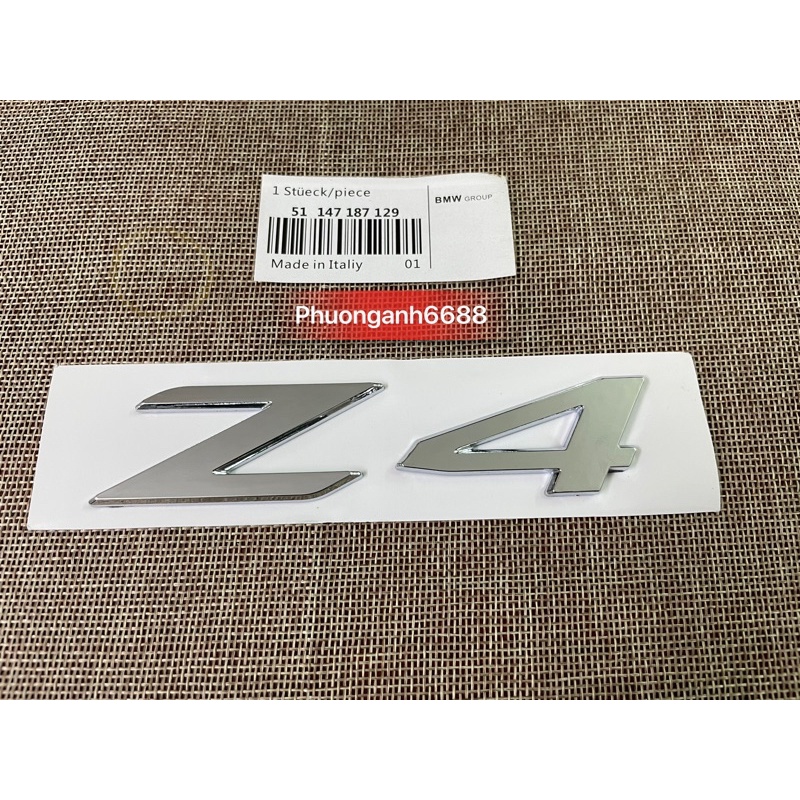 1 Stüeck/piece
BMW GROUP
51 147 187 129
Made in Italiy 01
Phuonganh6688
Z4